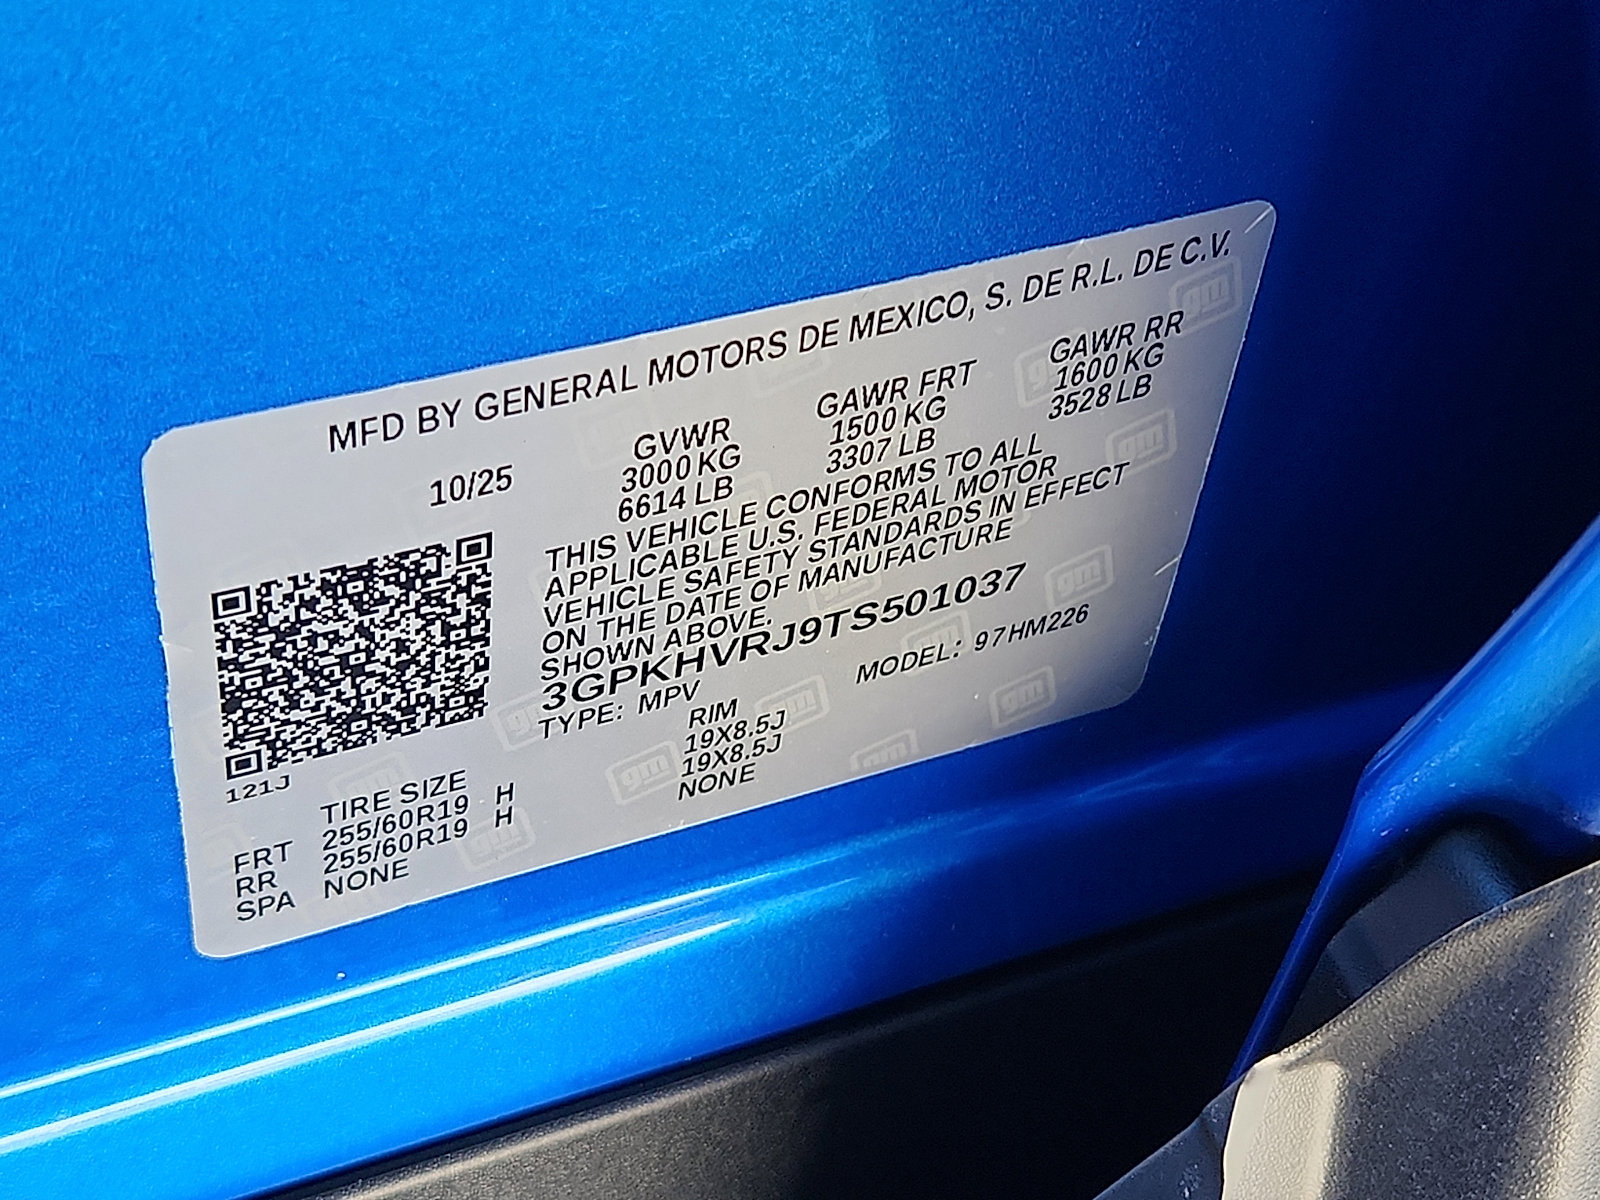 MFD BY GENERAL MOTORS DE MEXICO, S. DE R.L. DE C.V.
10/25
GVWR GAWR FRT GAWR RR
3000 KG 1500 KG 1600 KG
6614 LB 3307 LB 3528 LB
THIS VEHICLE CONFORMS TO ALL
APPLICABLE U.S. FEDERAL MOTOR
VEHICLE SAFETY STANDARDS IN EFFECT
ON THE DATE OF MANUFACTURE
SHOWN ABOVE.
3GPKHVRJ9TS501037
TYPE: MPV MODEL: 97HM226
121J
TIRE SIZE RIM
FRT 255/60R19 H 19X8.5J
RR 255/60R19 H 19X8.5J
SPA NONE NONE